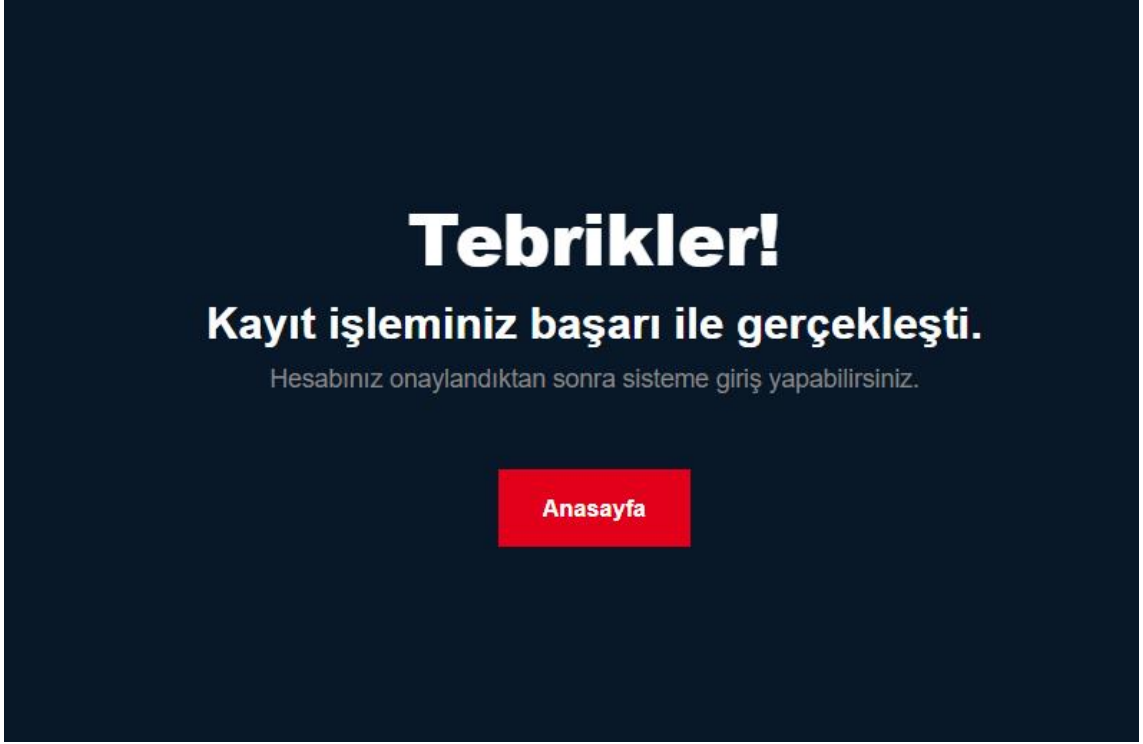 Tebrikler!
Kayıt işleminiz başarı ile gerçekleşti.
Hesabınız onaylandıktan sonra sisteme giriş yapabilirsiniz.
Anasayfa